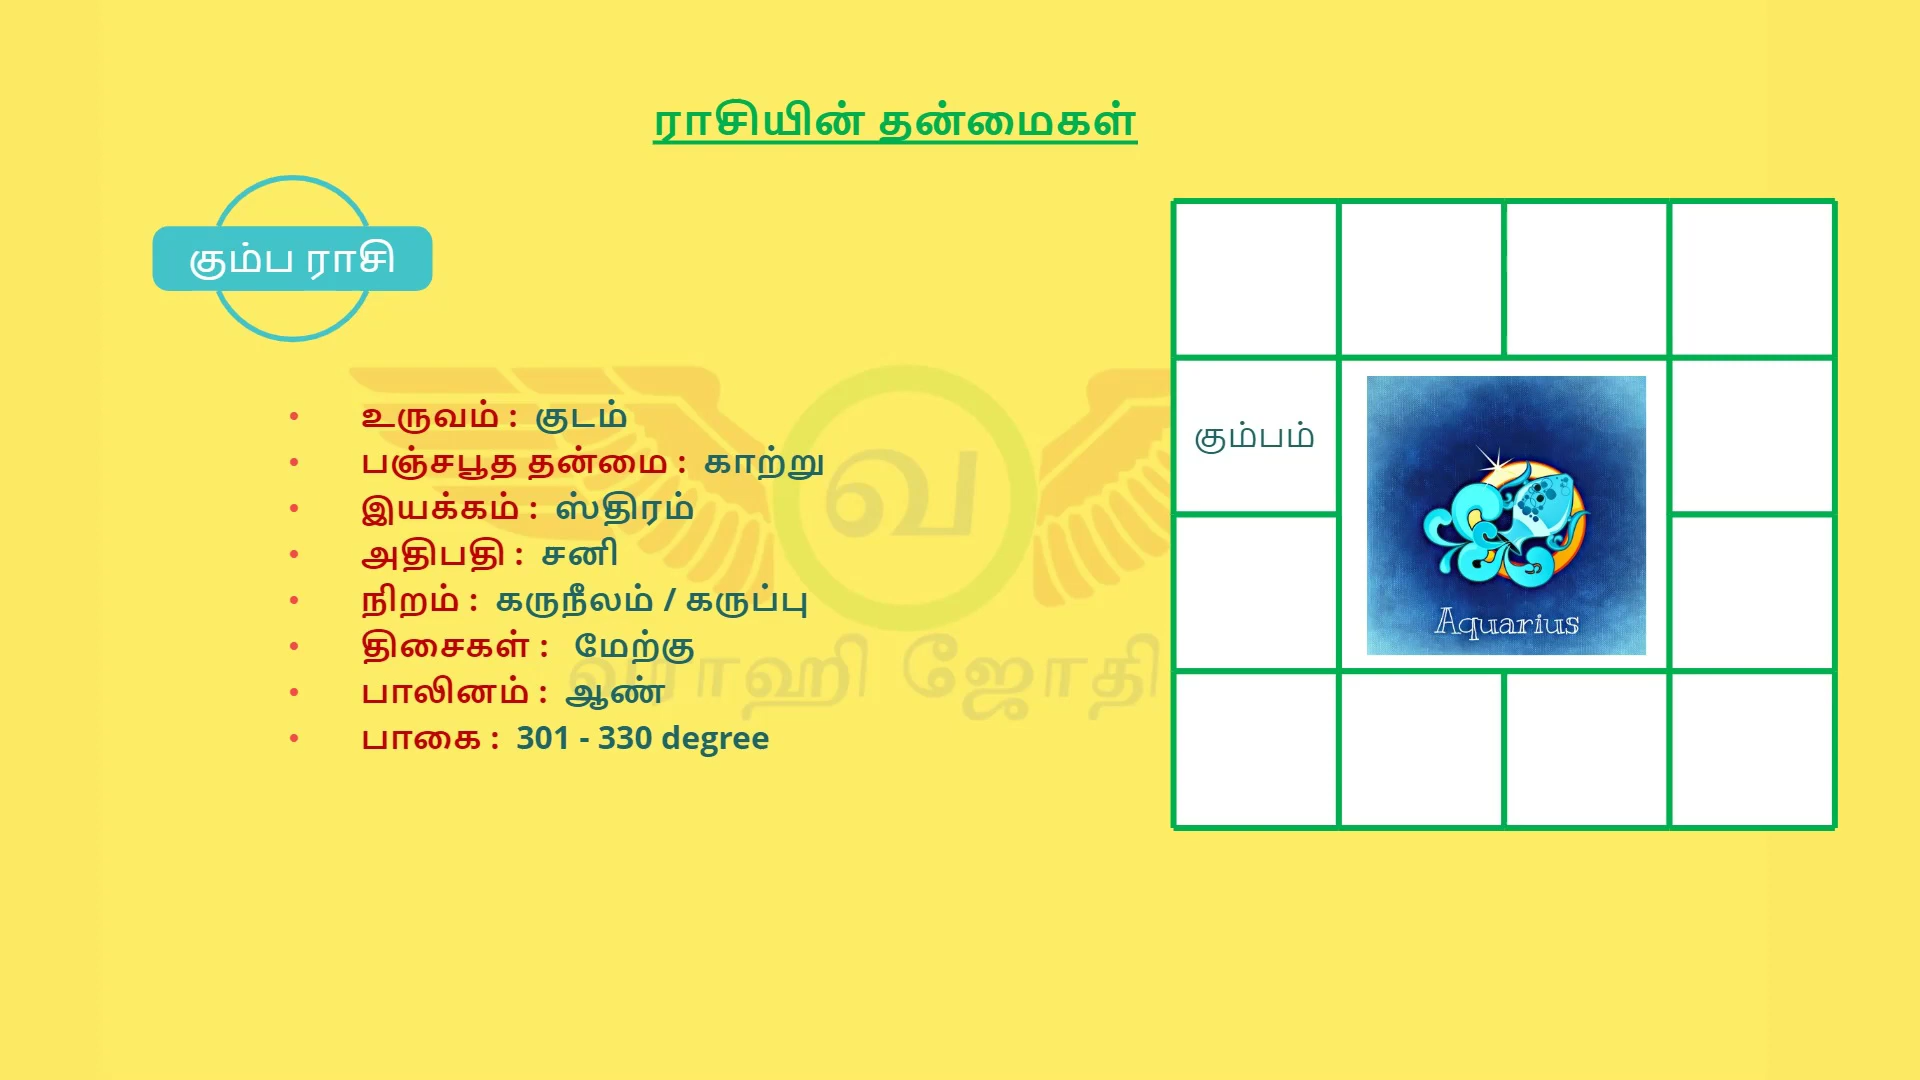 ராசியின் தன்மைகள்
கும்ப ராசி
உருவம் : குடம்
பஞ்சபூத தன்மை : காற்று
இயக்கம் : ஸ்திரம்
அதிபதி : சனி
நிறம் : கருநீலம் / கருப்பு
திசைகள் : மேற்கு
பாலினம் : ஆண்
பாகை : 301 - 330 degree
கும்பம்
Aquarius
வ
வராஹி ஜோதி